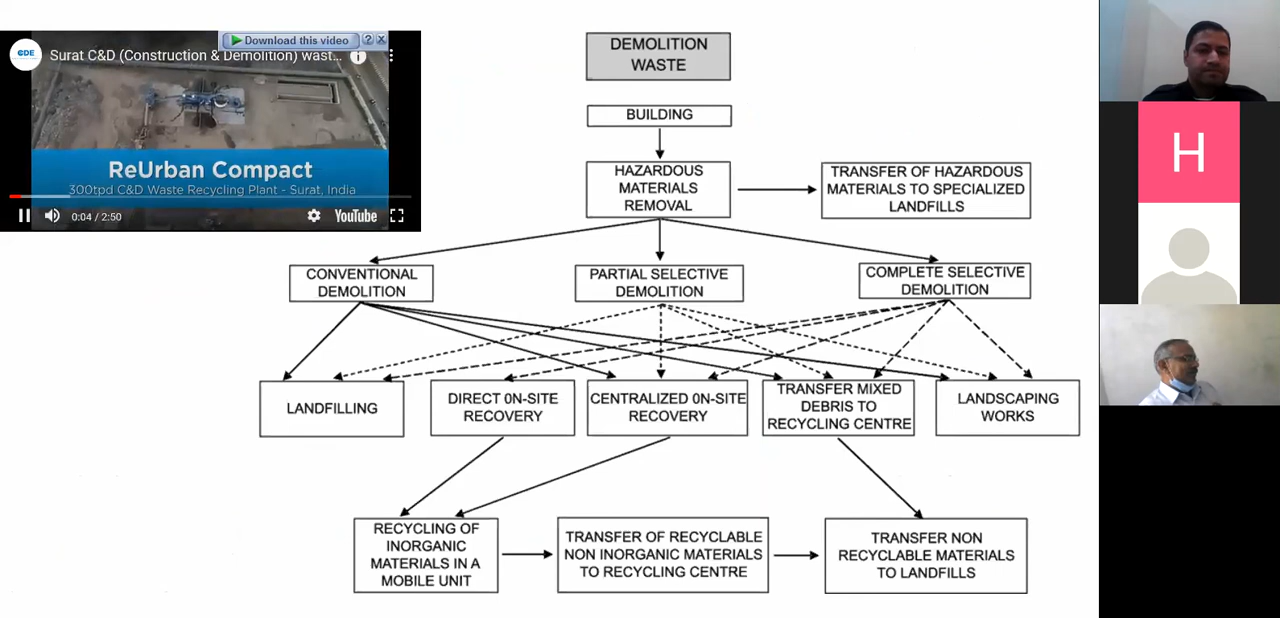 Download this video
CDE
Surat C&D (Construction & Demolition) wast...
ReUrban Compact
300tpd C&D Waste Recycling Plant - Surat, India
0:04 / 2:50
YouTube
DEMOLITION
WASTE
BUILDING
HAZARDOUS
MATERIALS
REMOVAL
TRANSFER OF HAZARDOUS
MATERIALS TO SPECIALIZED
LANDFILLS
CONVENTIONAL
DEMOLITION
PARTIAL SELECTIVE
DEMOLITION
COMPLETE SELECTIVE
DEMOLITION
LANDFILLING
DIRECT 0N-SITE
RECOVERY
CENTRALIZED 0N-SITE
RECOVERY
TRANSFER MIXED
DEBRIS TO
RECYCLING CENTRE
LANDSCAPING
WORKS
RECYCLING OF
INORGANIC
MATERIALS IN A
MOBILE UNIT
TRANSFER OF RECYCLABLE
NON INORGANIC MATERIALS
TO RECYCLING CENTRE
TRANSFER NON
RECYCLABLE MATERIALS
TO LANDFILLS
H